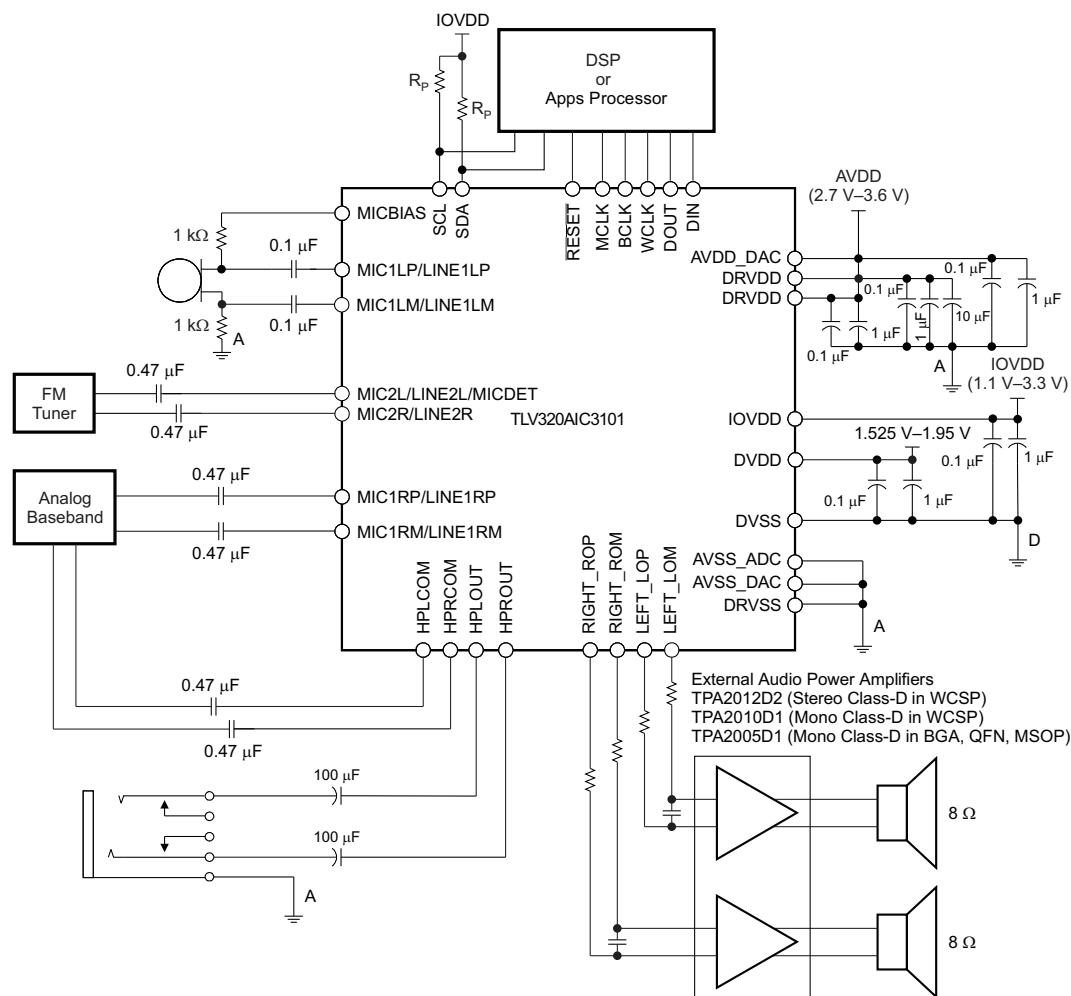 IOVDD
R_P
R_P
DSP
or
Apps Processor
AVDD
(2.7 V–3.6 V)
SCL
SDA
RESET
MCLK
BCLK
WCLK
DOUT
DIN
MICBIAS
1 kΩ
0.1 μF
MIC1LP/LINE1LP
MIC1LM/LINE1LM
1 kΩ
A
0.1 μF
AVDD_DAC
DRVDD
DRVDD
0.1 μF
1 μF
0.1 μF
1 μF
10 μF
0.1 μF
1 μF
A
IOVDD
(1.1 V–3.3 V)
FM
Tuner
0.47 μF
0.47 μF
MIC2L/LINE2L/MICDET
MIC2R/LINE2R
TLV320AIC3101
IOVDD
1.525 V–1.95 V
DVDD
0.1 μF
1 μF
0.1 μF
1 μF
DVSS
D
Analog
Baseband
0.47 μF
0.47 μF
MIC1RP/LINE1RP
MIC1RM/LINE1RM
AVSS_ADC
AVSS_DAC
DRVSS
A
HPLCOM
HPRCOM
HPLOUT
HPROUT
RIGHT_ROP
RIGHT_ROM
LEFT_LOP
LEFT_LOM
0.47 μF
0.47 μF
External Audio Power Amplifiers
TPA2012D2 (Stereo Class-D in WCSP)
TPA2010D1 (Mono Class-D in WCSP)
TPA2005D1 (Mono Class-D in BGA, QFN, MSOP)
100 μF
100 μF
A
8 Ω
8 Ω